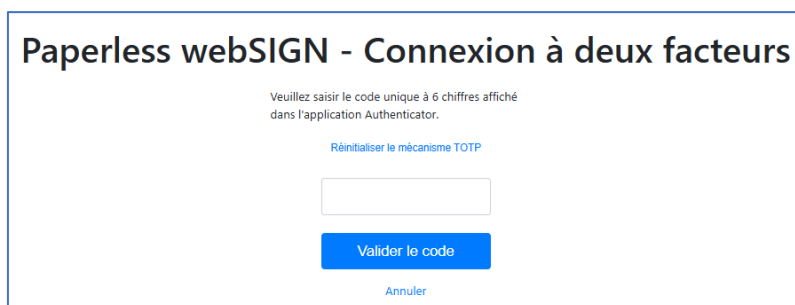 Paperless webSIGN - Connexion à deux facteurs
Veuillez saisir le code unique à 6 chiffres affiché
dans l'application Authenticator.
Réinitialiser le mécanisme TOTP
Valider le code
Annuler